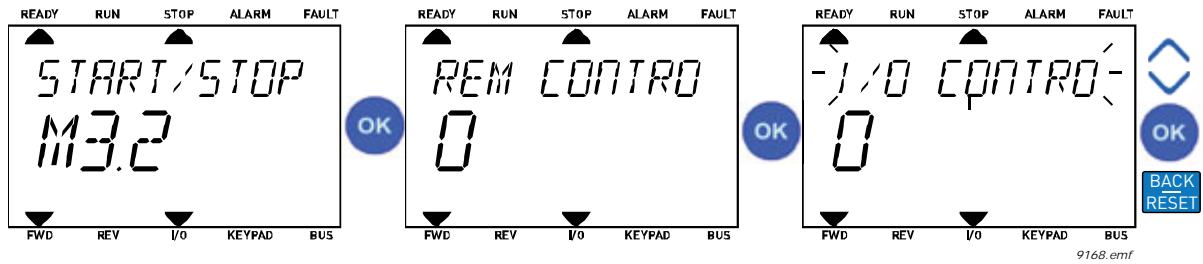 READY RUN STOP ALARM FAULT
START/STOP
M3.2
FWD REV I/O KEYPAD BUS
OK
READY RUN STOP ALARM FAULT
REM CONTRO
0
FWD REV I/O KEYPAD BUS
OK
READY RUN STOP ALARM FAULT
I/O CONTRO
0
FWD REV I/O KEYPAD BUS
OK
BACK
RESET
9168.emf